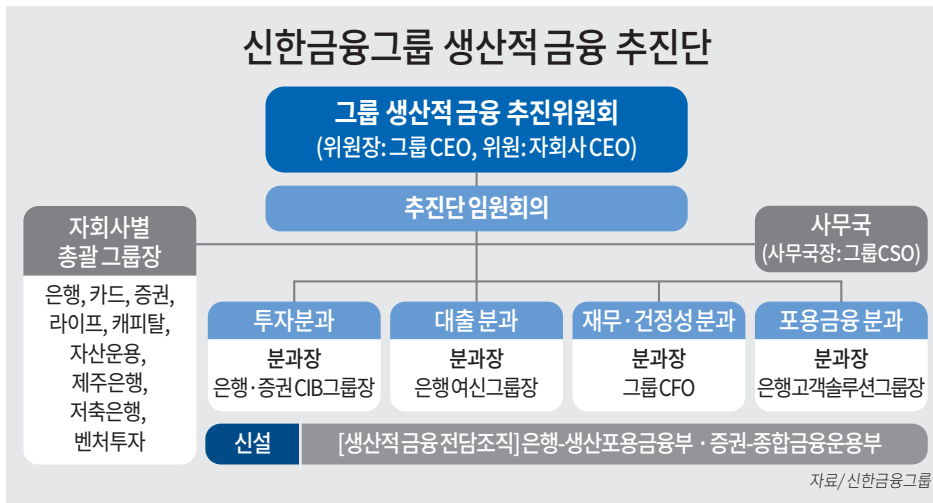 신한금융그룹 생산적 금융 추진단
그룹 생산적 금융 추진위원회
(위원장: 그룹 CEO, 위원: 자회사 CEO)
추진단 임원회의
자회사별
총괄 그룹장
은행, 카드, 증권,
라이프, 캐피탈,
자산운용,
제주은행,
저축은행,
벤처투자
사무국
(사무국장: 그룹CSO)
투자분과
분과장
은행·증권 CIB그룹장
대출 분과
분과장
은행 여신그룹장
재무·건정성 분과
분과장
그룹 CFO
포용금융 분과
분과장
은행고객솔루션그룹장
신설
[생산적 금융 전담조직] 은행-생산포용금융부 · 증권-종합금융운용부
자료/신한금융그룹